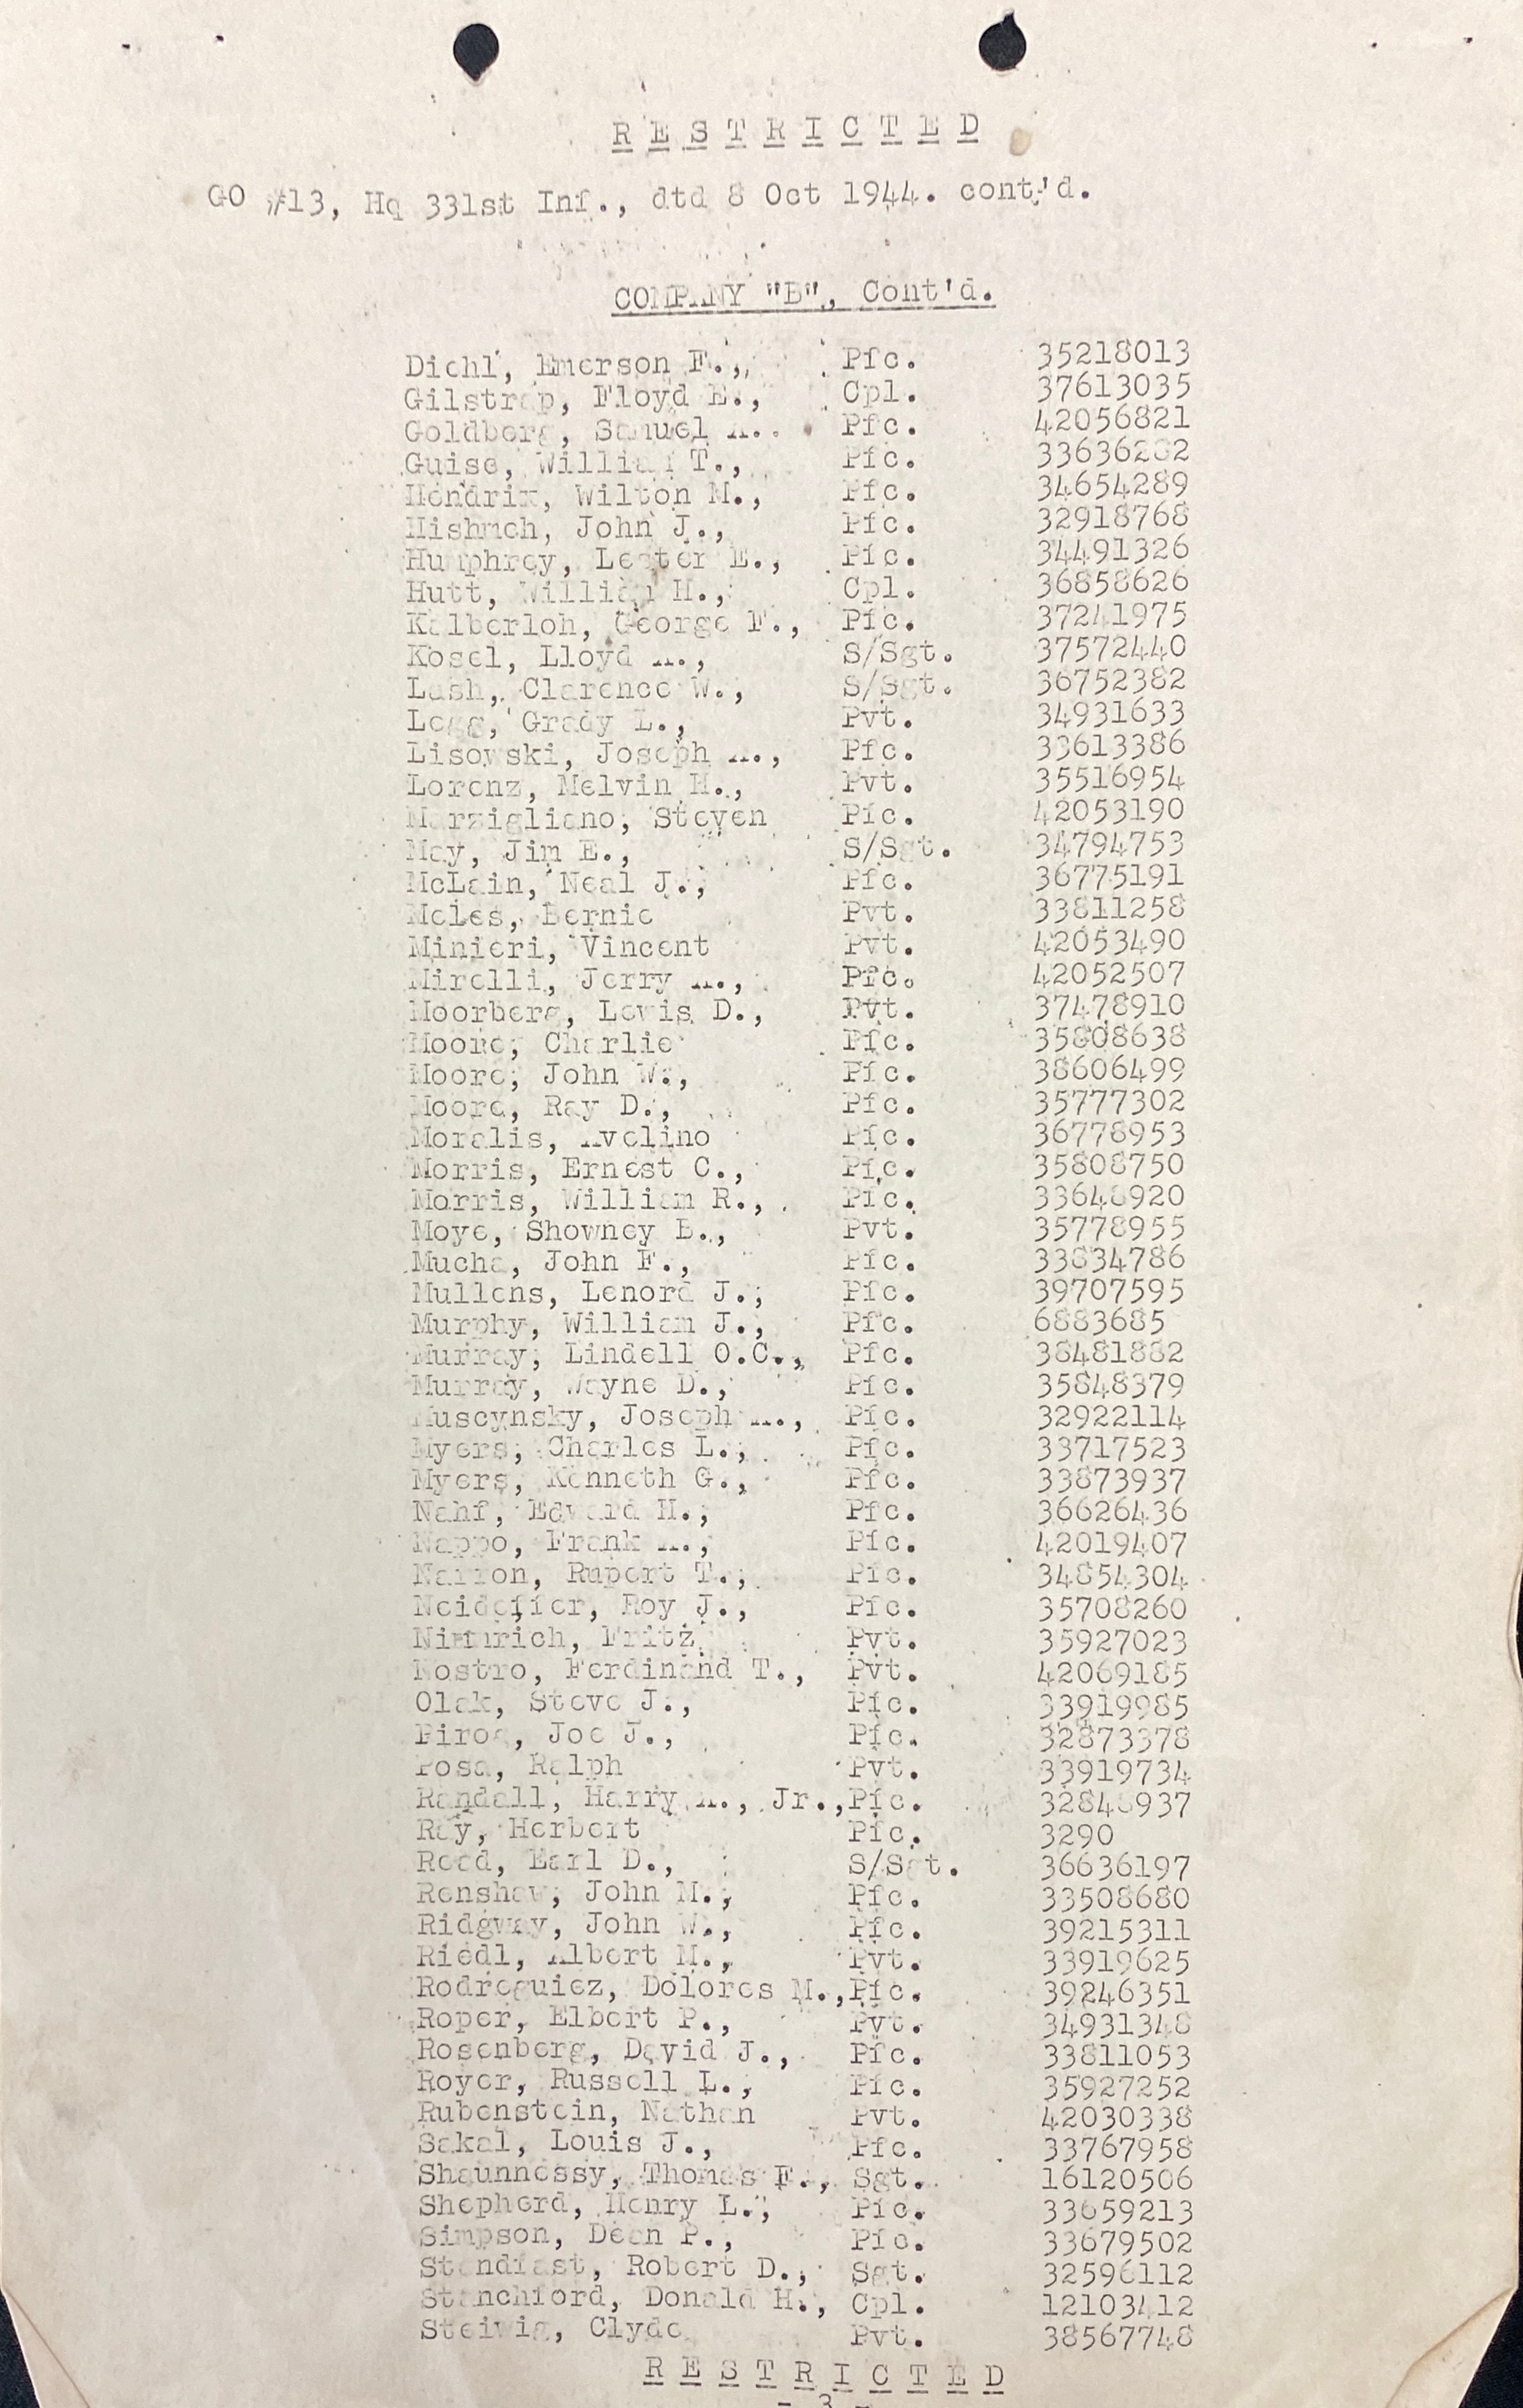 RESTRICTED
GO #13, Hq 331st Inf., dtd 8 Oct 1944. cont'd.
COMPANY "B", Cont'd.
Diehl, Emerson F., Pfc. 35218013
Gilstrap, Floyd E., Cpl. 37613035
Goldberg, Samuel A.. Pfc. 42056821
Guise, William T., Pfc.
Hendrix, Wilton M., Pfc. 34654289
Hishmeh, John J., Pfc. 32918768
Humphrey, Lester E., Pfc. 34491326
Hutt, William H., Cpl. 36858626
Kalberloh, George F., Pfc. 37241975
Kosel, Lloyd A., S/Sgt. 37572440
Lash, Clarence W., S/Sgt. 36752382
Legg, Grady L., Pvt. 34931633
Lisowski, Joseph A., Pfc. 33613386
Lorenz, Melvin H., Pvt. 35516954
Marzigliano, Steven Pfc. 42053190
May, Jim E., S/Sgt. 34794753
McLain, Neal J., Pfc. 36775191
Meles, Bernie Pvt. 33811258
Minieri, Vincent Pvt. 42053490
Mirelli, Jerry A., Pfc. 42052507
Moorberg, Lewis D., Pvt. 37478910
Moore, Charlie Pfc. 35808638
Moore, John W., Pfc. 38606499
Moore, Ray D., Pfc. 35777302
Moralis, Avelino Pfc. 36778953
Morris, Ernest C., Pfc. 35808750
Morris, William R., Pfc. 33648920
Moye, Showney B., Pvt. 35778955
Mucha, John F., Pfc. 33834786
Mullens, Lenord J., Pfc. 39707595
Murphy, William J., Pfc. 6883685
Murray, Lindell O.C., Pfc. 38481882
Murray, Wayne D., Pfc. 35848379
Muscynsky, Joseph A., Pfc. 32922114
Myers, Charles L., Pfc. 33717523
Myers, Kenneth G., Pfc. 33873937
Nahf, Edward H., Pfc. 36626436
Nappo, Frank A., Pfc. 42019407
Narron, Rupert T., Pfc. 34854304
Neideffer, Roy J., Pfc. 35708260
Nimmrich, Fritz Pvt. 35927023
Nostro, Ferdinand T., Pvt. 42069185
Olak, Steve J., Pfc. 33919985
Pirog, Joe J., Pfc. 32873378
Posa, Ralph Pvt. 33919734
Randall, Harry A., Jr., Pfc. 32848937
Ray, Herbert Pfc. 3290
Reed, Earl D., S/Sgt. 36636197
Renshaw, John M., Pfc. 33508680
Ridgway, John W., Pfc. 39215311
Riedl, Albert M., Pvt. 33919625
Rodreguiez, Dolores M., Pfc. 39246351
Roper, Elbert P., Pvt. 34931348
Rosenberg, David J., Pfc. 33811053
Royer, Russell L., Pfc. 35927252
Rubenstein, Nathan Pvt. 42030338
Sakal, Louis J., Pfc. 33767958
Shaunnessy, Thomas F., Sgt. 16120506
Shepherd, Henry L., Pfc. 33659213
Simpson, Dean P., Pfc. 33679502
Standfast, Robert D., Sgt. 32596112
Stanchford, Donald H., Cpl. 12103412
Steiwig, Clyde Pvt. 38567748
RESTRICTED
- 3 -